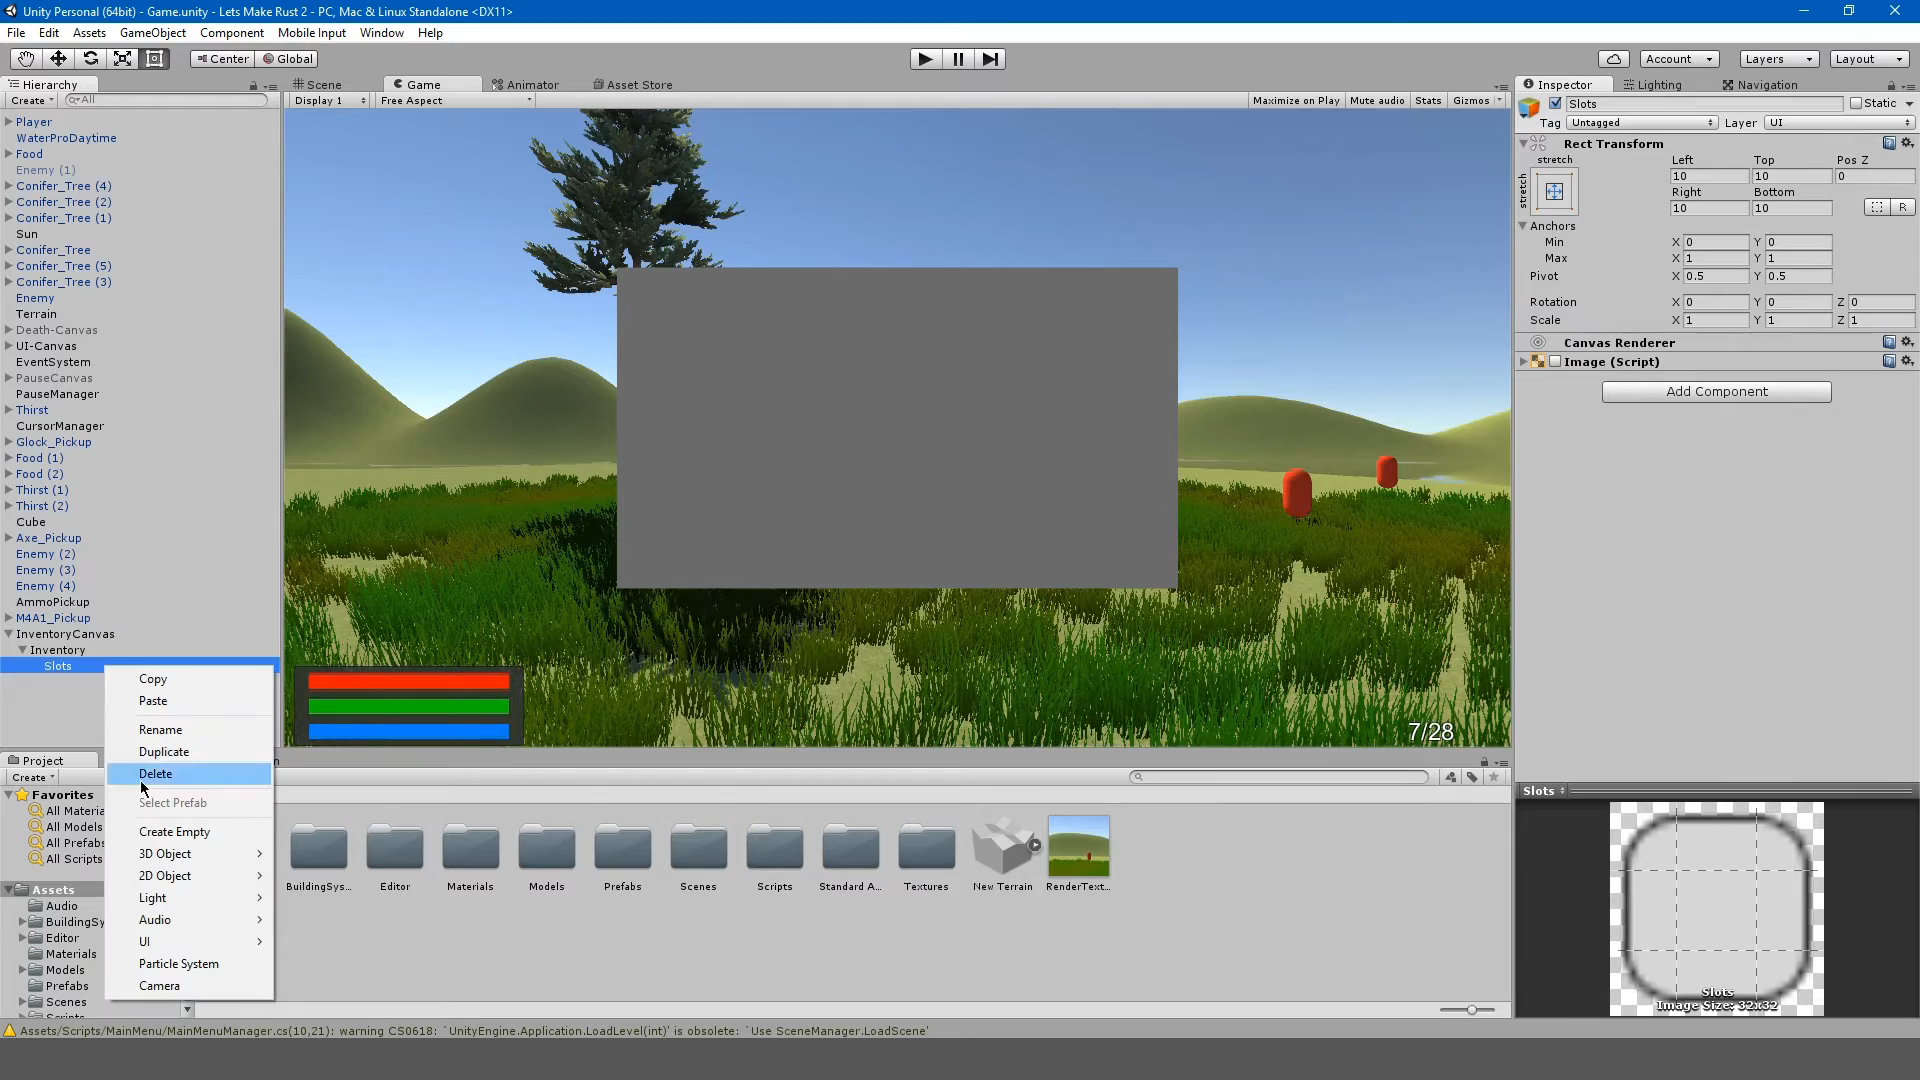 Unity Personal (64bit) - Game.unity - Lets Make Rust 2 - PC, Mac & Linux Standalone <DX11>
File Edit Assets GameObject Component Mobile Input Window Help
Center Global
Account Layers Layout
Hierarchy
Create All
Player
WaterProDaytime
Food
Enemy (1)
Conifer_Tree (4)
Conifer_Tree (2)
Conifer_Tree (1)
Sun
Conifer_Tree
Conifer_Tree (5)
Conifer_Tree (3)
Enemy
Terrain
Death-Canvas
UI-Canvas
EventSystem
PauseCanvas
PauseManager
Thirst
CursorManager
Glock_Pickup
Food (1)
Food (2)
Thirst (1)
Thirst (2)
Cube
Axe_Pickup
Enemy (2)
Enemy (3)
Enemy (4)
AmmoPickup
M4A1_Pickup
InventoryCanvas
Inventory
Slots
Copy
Paste
Rename
Duplicate
Delete
Select Prefab
Create Empty
3D Object
2D Object
Light
Audio
UI
Particle System
Camera
Scene Game Animator Asset Store
Display 1 Free Aspect Maximize on Play Mute audio Stats Gizmos
7/28
Inspector Lighting Navigation
Slots Static
Tag Untagged Layer UI
Rect Transform
stretch
stretch
Left Top Pos Z
10 10 0
Right Bottom
10 10 R
Anchors
Min X 0 Y 0
Max X 1 Y 1
Pivot X 0.5 Y 0.5
Rotation X 0 Y 0 Z 0
Scale X 1 Y 1 Z 1
Canvas Renderer
Image (Script)
Add Component
Project
Create
Favorites
All Materia
All Models
All Prefabs
All Scripts
Assets
Audio
BuildingSy
Editor
Materials
Models
Prefabs
Scenes
Scripts
BuildingSys... Editor Materials Models Prefabs Scenes Scripts Standard A... Textures New Terrain RenderText...
Slots
Slots
Image Size: 32x32
Assets/Scripts/MainMenu/MainMenuManager.cs(10,21): warning CS0618: `UnityEngine.Application.LoadLevel(int)' is obsolete: `Use SceneManager.LoadScene'